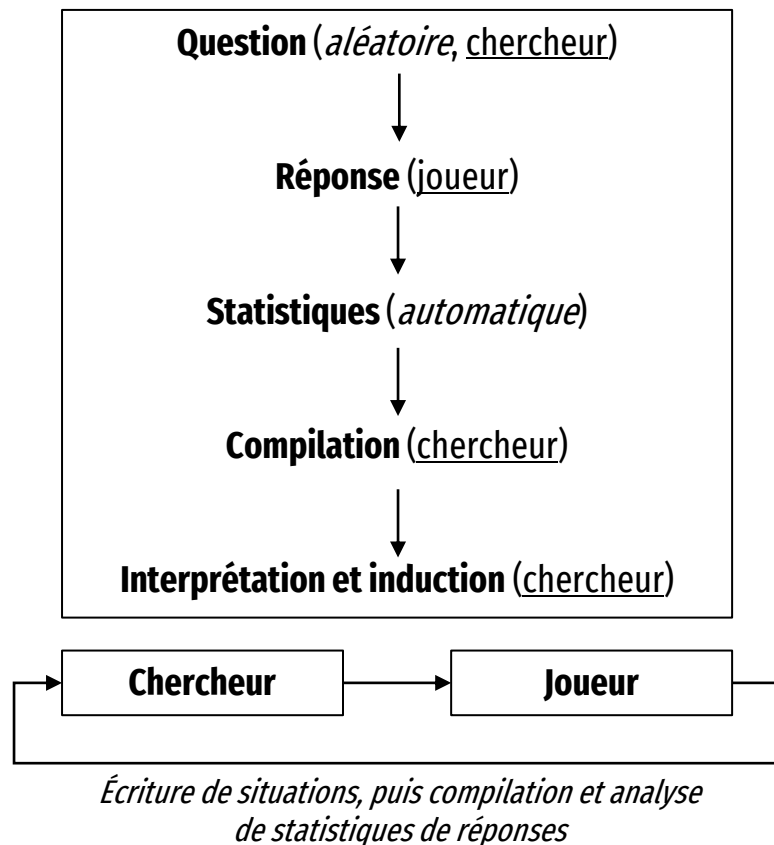 Question (aléatoire, chercheur)
Réponse (joueur)
Statistiques (automatique)
Compilation (chercheur)
Interprétation et induction (chercheur)
Chercheur
Joueur
Écriture de situations, puis compilation et analyse
de statistiques de réponses